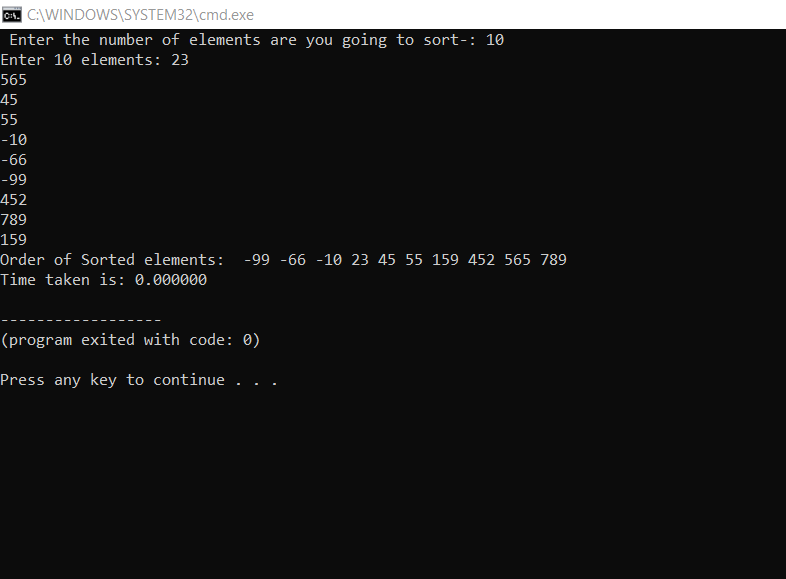 C:\WINDOWS\SYSTEM32\cmd.exe
Enter the number of elements are you going to sort-: 10
Enter 10 elements: 23
565
45
55
-10
-66
-99
452
789
159
Order of Sorted elements:  -99 -66 -10 23 45 55 159 452 565 789
Time taken is: 0.000000
------------------
(program exited with code: 0)
Press any key to continue . . .